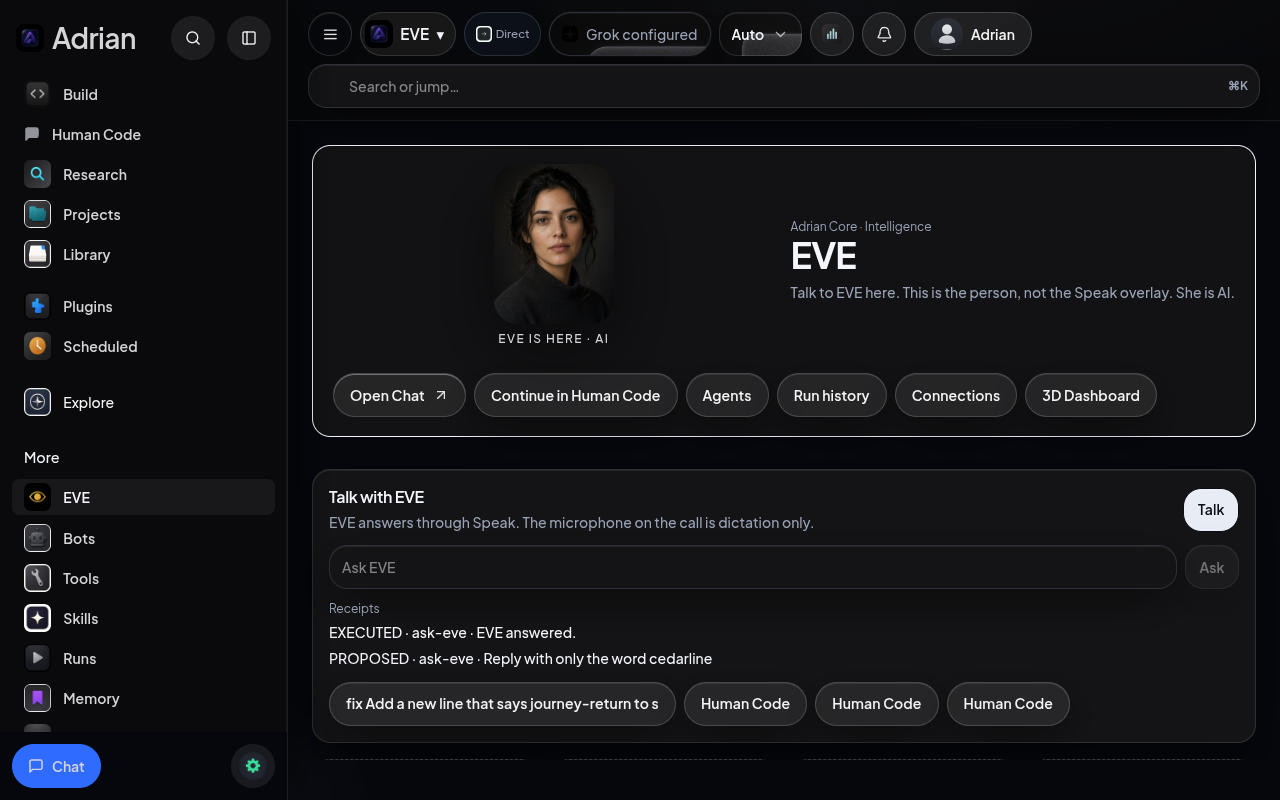 Adrian
Build
Human Code
Research
Projects
Library
Plugins
Scheduled
Explore
More
EVE
Bots
Tools
Skills
Runs
Memory
Chat
EVE ▾
Direct
Grok configured
Auto
Adrian
Search or jump…
⌘K
EVE IS HERE · AI
Adrian Core · Intelligence
EVE
Talk to EVE here. This is the person, not the Speak overlay. She is AI.
Open Chat
Continue in Human Code
Agents
Run history
Connections
3D Dashboard
Talk with EVE
EVE answers through Speak. The microphone on the call is dictation only.
Talk
Ask EVE
Ask
Receipts
EXECUTED · ask-eve · EVE answered.
PROPOSED · ask-eve · Reply with only the word cedarline
fix Add a new line that says journey-return to s
Human Code
Human Code
Human Code